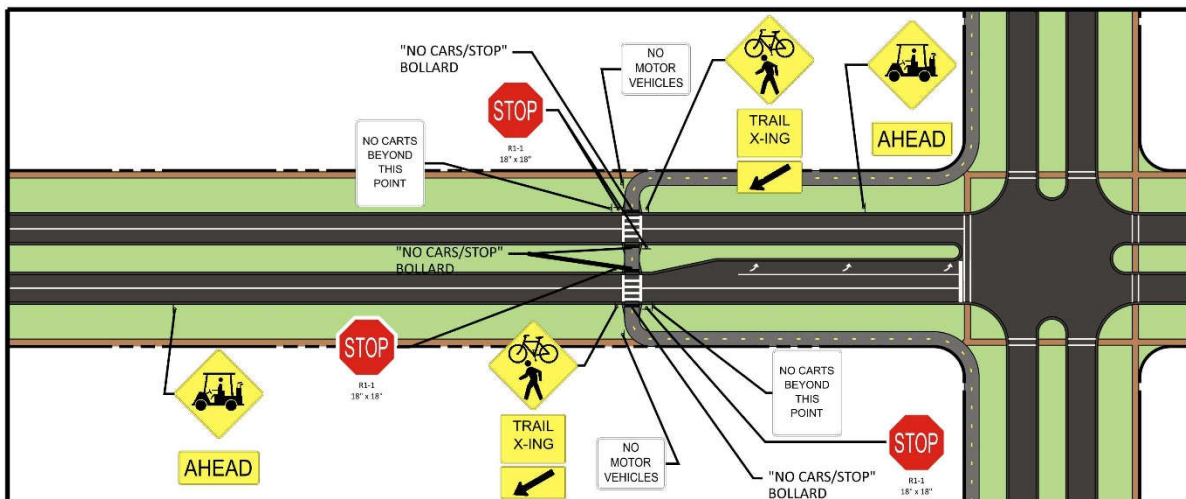 "NO CARS/STOP"
BOLLARD
NO
MOTOR
VEHICLES
STOP
R1-1
18" x 18"
TRAIL
X-ING
AHEAD
NO CARTS
BEYOND
THIS
POINT
"NO CARS/STOP"
BOLLARD
STOP
R1-1
18" x 18"
AHEAD
TRAIL
X-ING
NO
MOTOR
VEHICLES
NO CARTS
BEYOND
THIS
POINT
"NO CARS/STOP"
BOLLARD
STOP
R1-1
18" x 18"